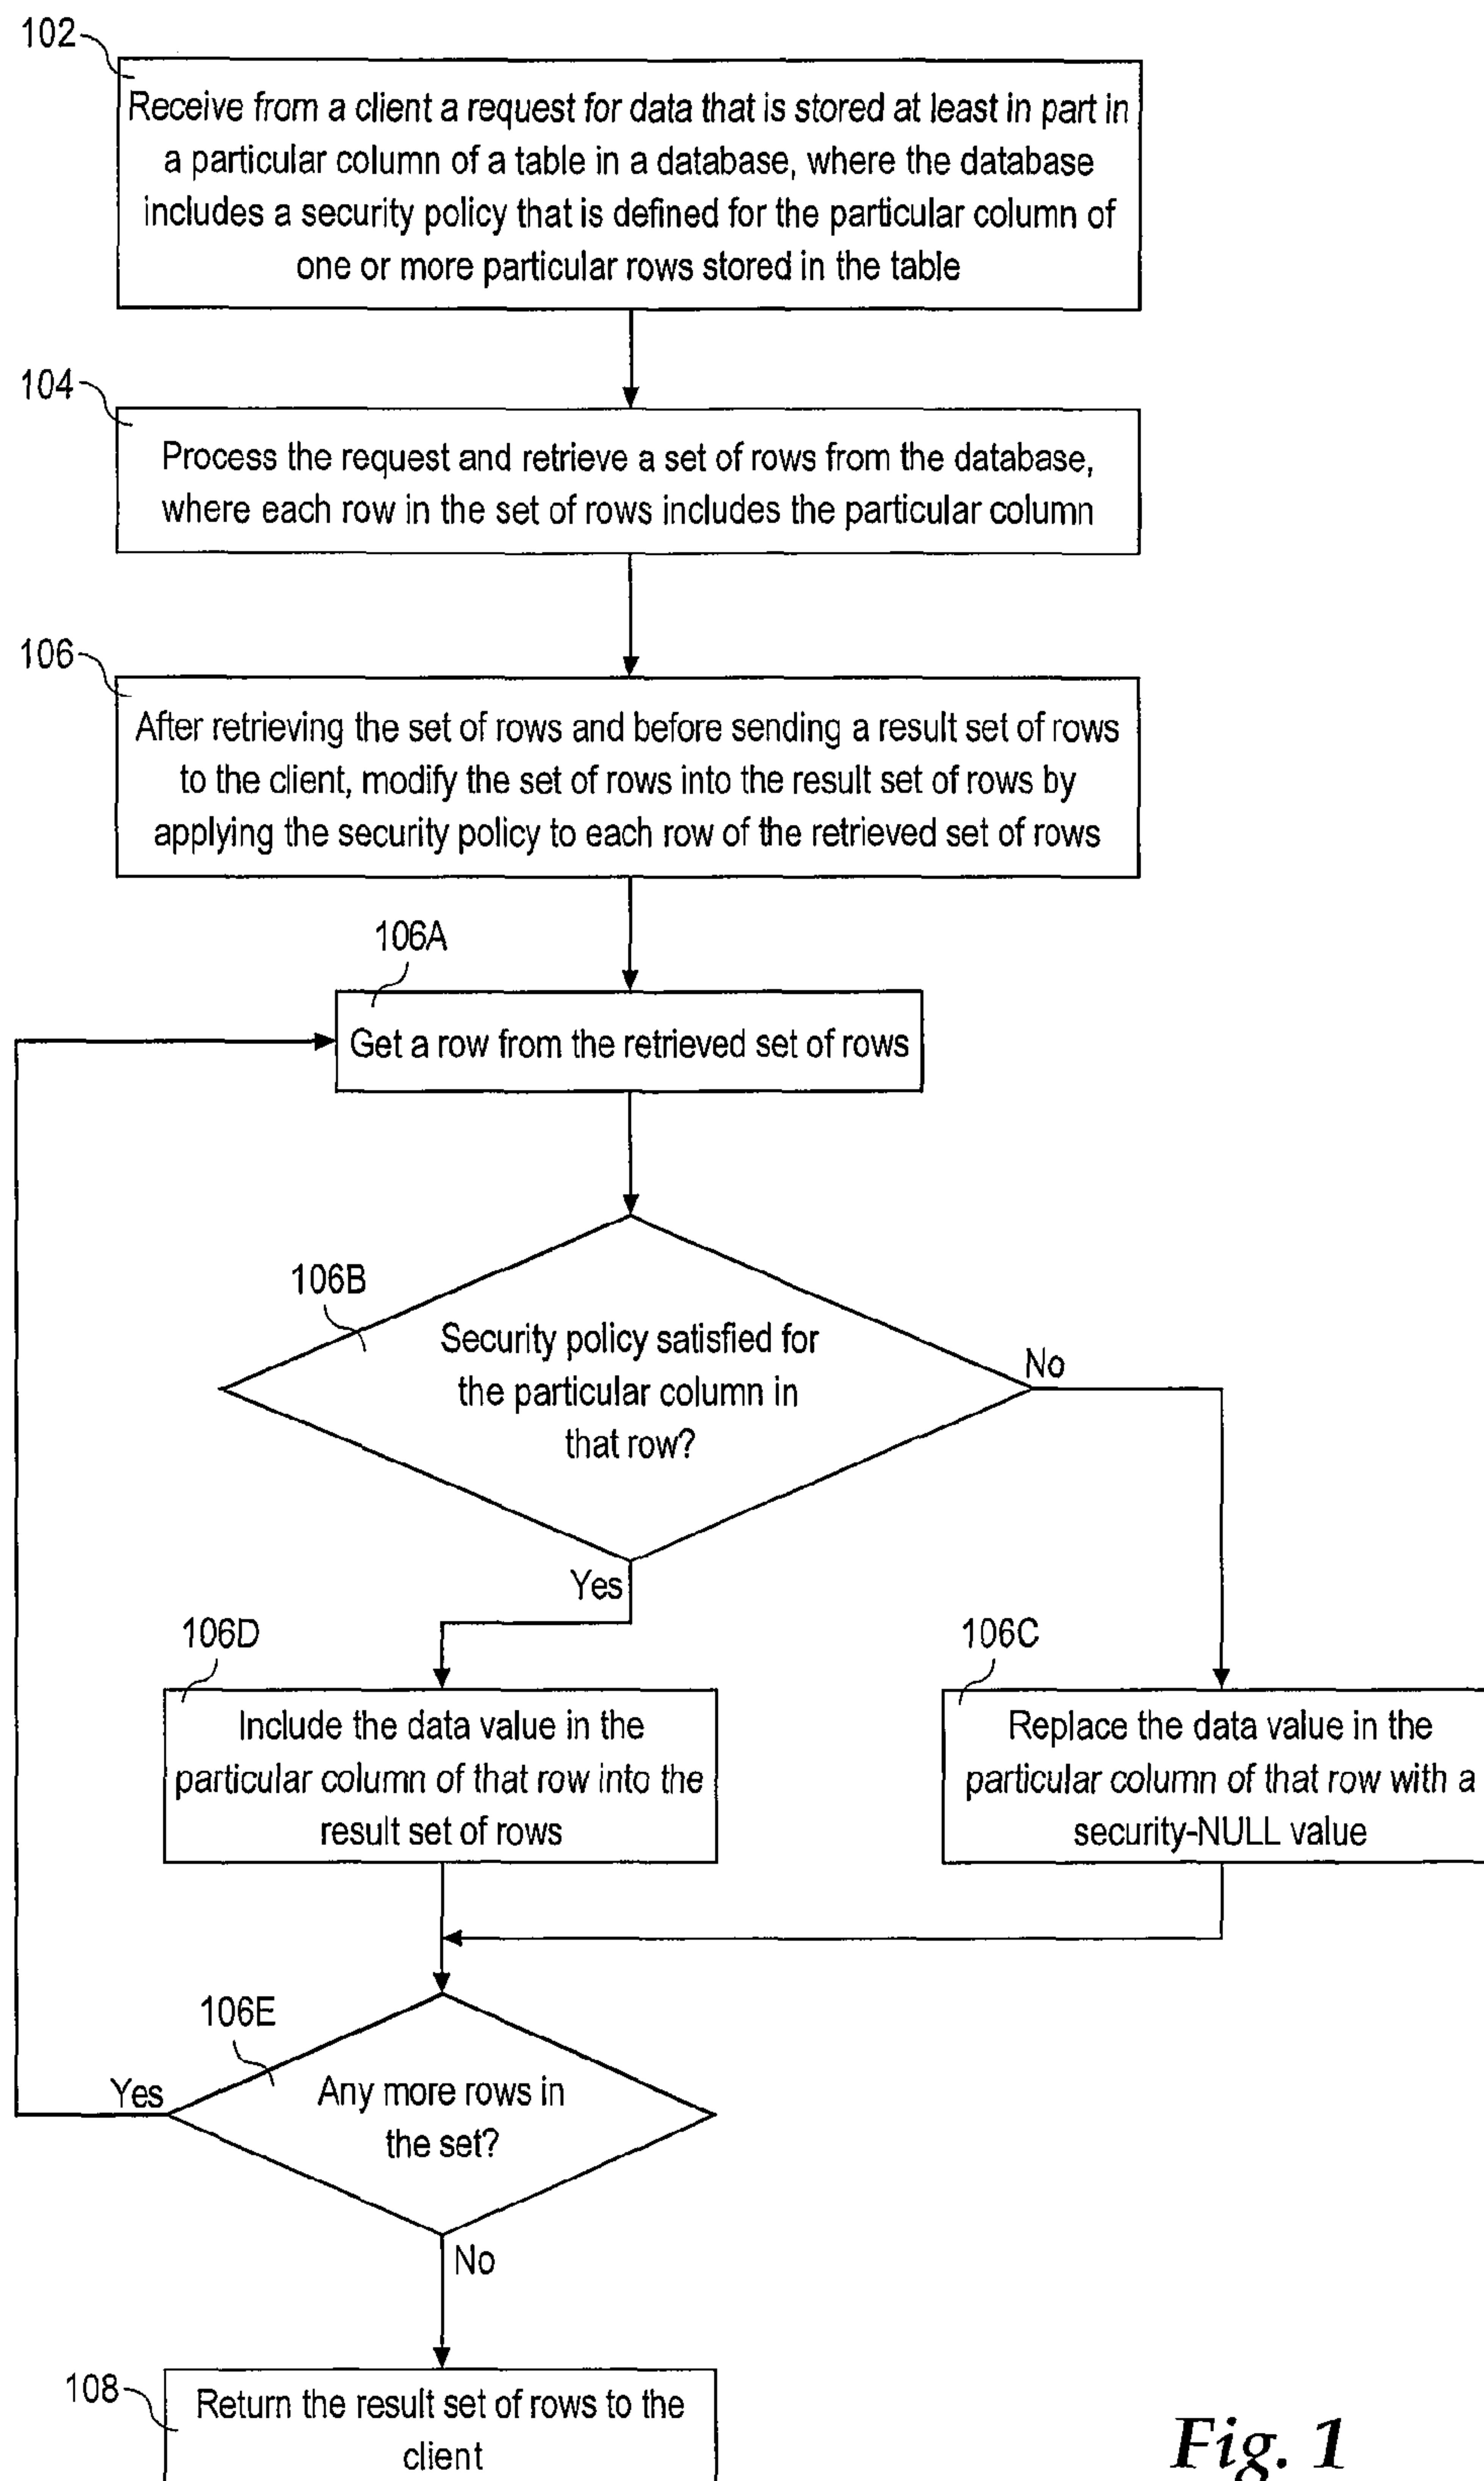 102
Receive from a client a request for data that is stored at least in part in
a particular column of a table in a database, where the database
includes a security policy that is defined for the particular column of
one or more particular rows stored in the table
104
Process the request and retrieve a set of rows from the database,
where each row in the set of rows includes the particular column
106
After retrieving the set of rows and before sending a result set of rows
to the client, modify the set of rows into the result set of rows by
applying the security policy to each row of the retrieved set of rows
106A
Get a row from the retrieved set of rows
106B
Security policy satisfied for
the particular column in
that row?
No
Yes
106D
Include the data value in the
particular column of that row into the
result set of rows
106C
Replace the data value in the
particular column of that row with a
security-NULL value
106E
Any more rows in
the set?
Yes
No
108
Return the result set of rows to the
client
Fig. 1